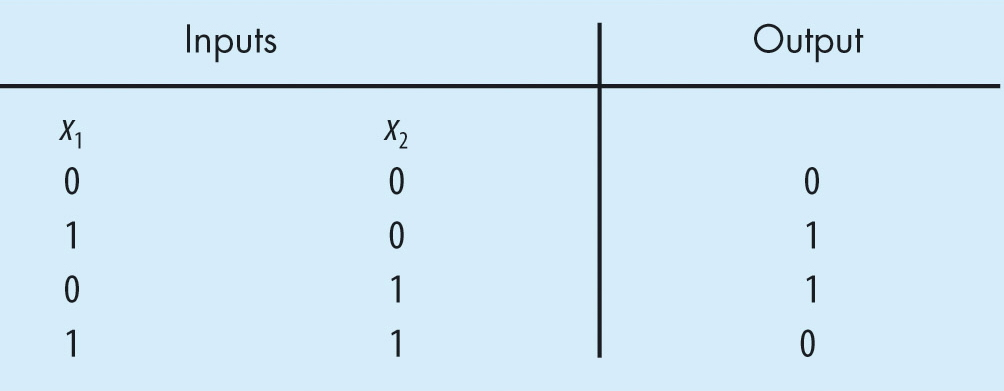 Inputs Output
x₁ x₂
0 0 0
1 0 1
0 1 1
1 1 0